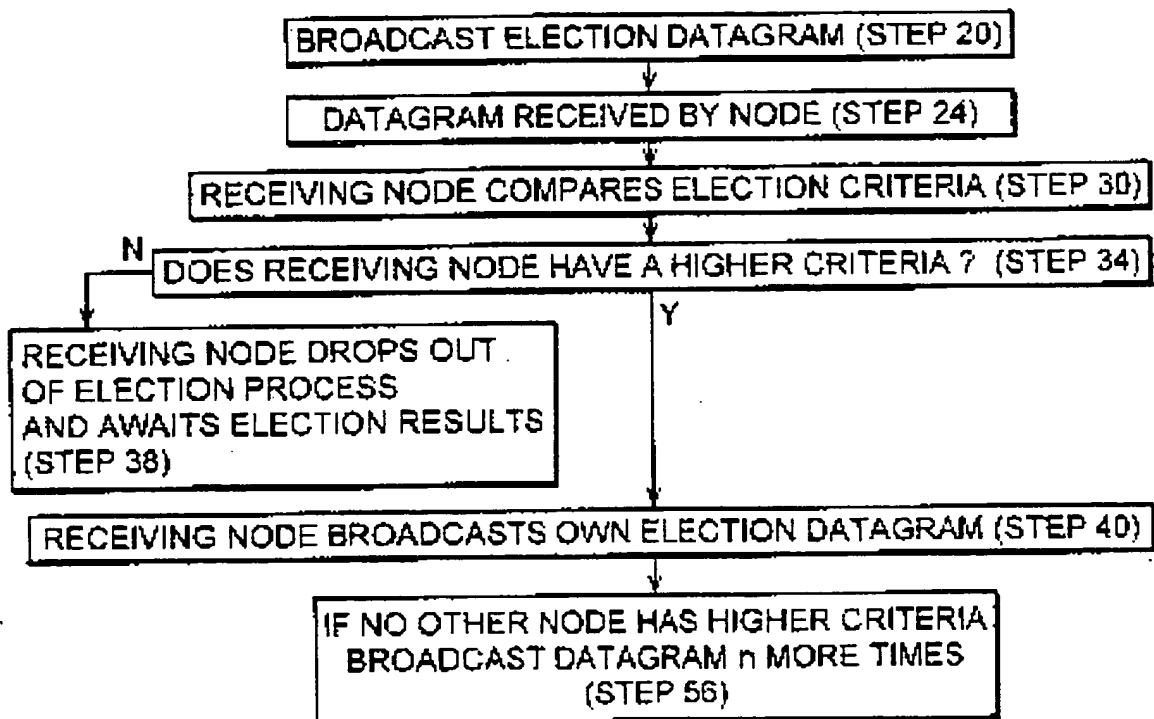 BROADCAST ELECTION DATAGRAM (STEP 20)
DATAGRAM RECEIVED BY NODE (STEP 24)
RECEIVING NODE COMPARES ELECTION CRITERIA (STEP 30)
N
DOES RECEIVING NODE HAVE A HIGHER CRITERIA ? (STEP 34)
Y
RECEIVING NODE DROPS OUT
OF ELECTION PROCESS
AND AWAITS ELECTION RESULTS
(STEP 38)
RECEIVING NODE BROADCASTS OWN ELECTION DATAGRAM (STEP 40)
IF NO OTHER NODE HAS HIGHER CRITERIA
BROADCAST DATAGRAM n MORE TIMES
(STEP 56)